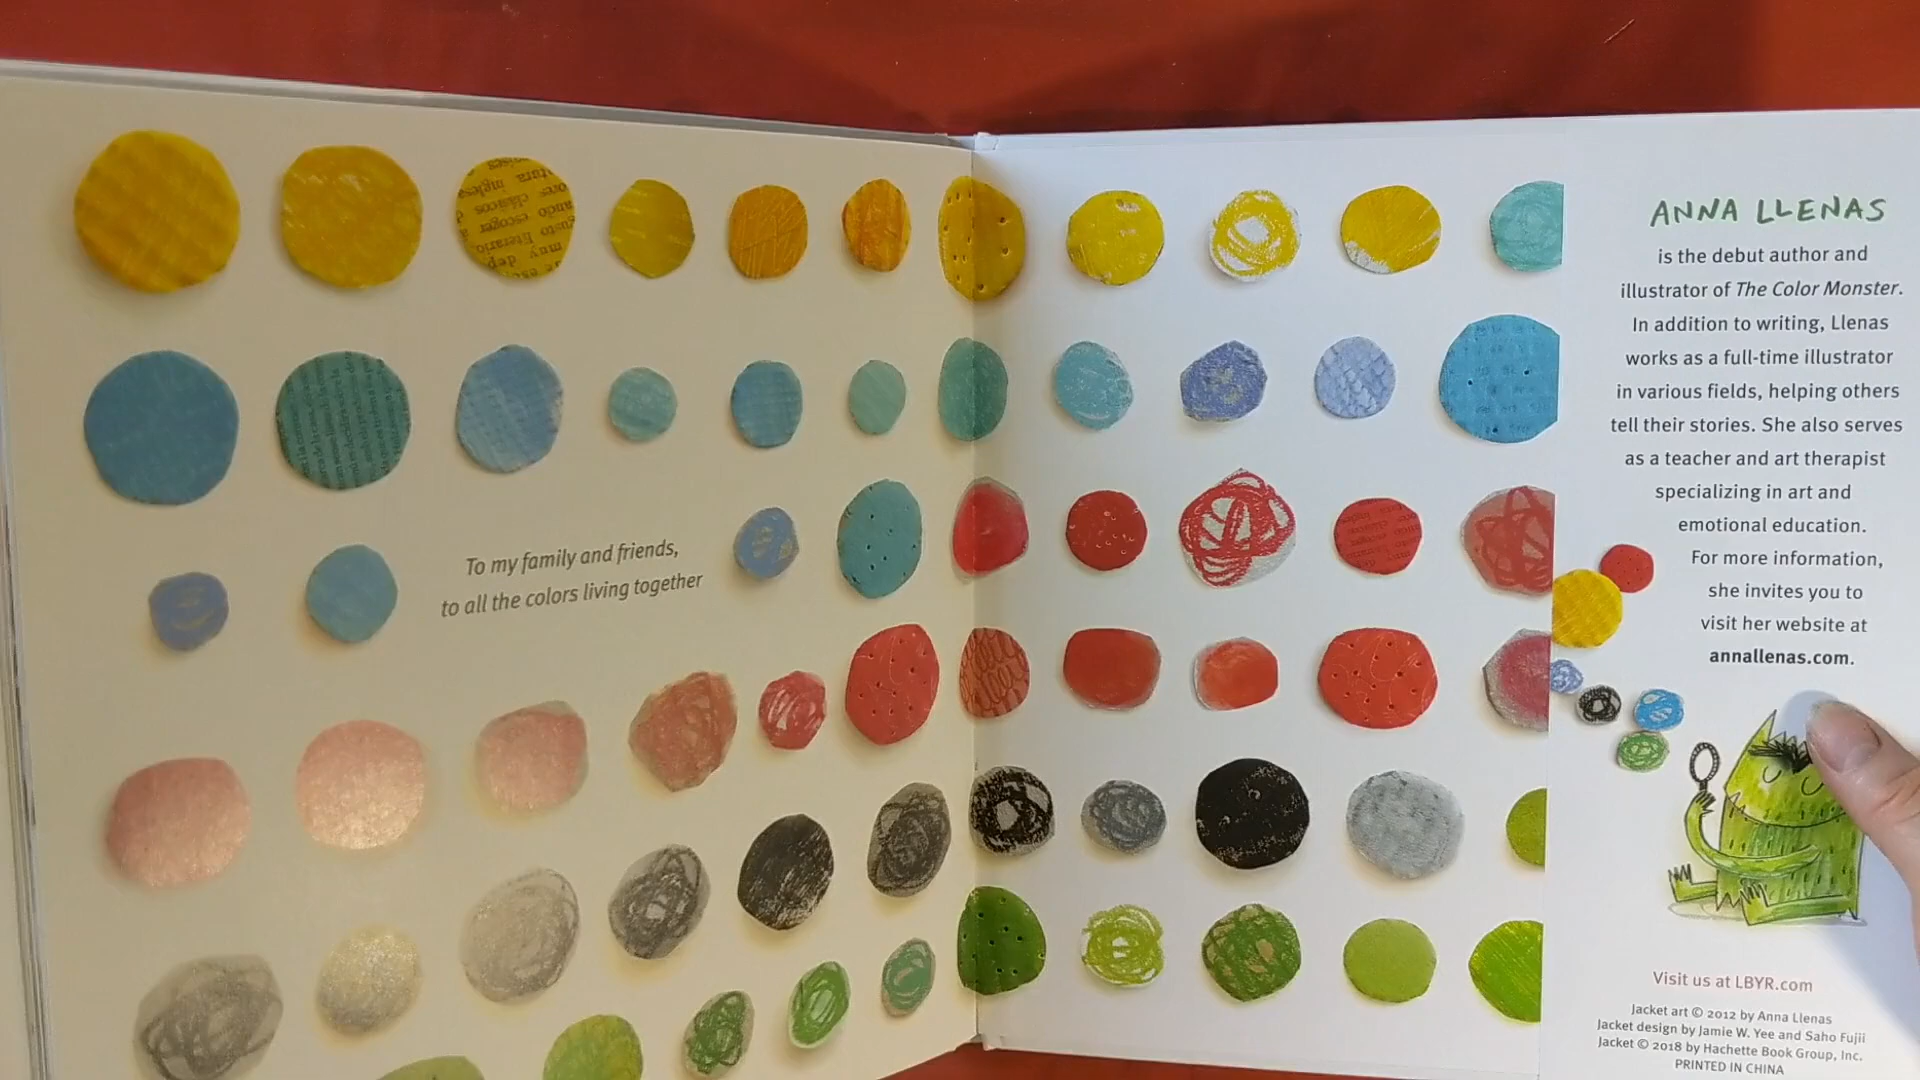 To my family and friends,
to all the colors living together
ANNA LLENAS
is the debut author and
illustrator of The Color Monster.
In addition to writing, Llenas
works as a full-time illustrator
in various fields, helping others
tell their stories. She also serves
as a teacher and art therapist
specializing in art and
emotional education.
For more information,
she invites you to
visit her website at
annallenas.com.
Visit us at LBYR.com
Jacket art © 2012 by Anna Llenas
Jacket design by Jamie W. Yee and Saho Fujii
Jacket © 2018 by Hachette Book Group, Inc.
PRINTED IN CHINA